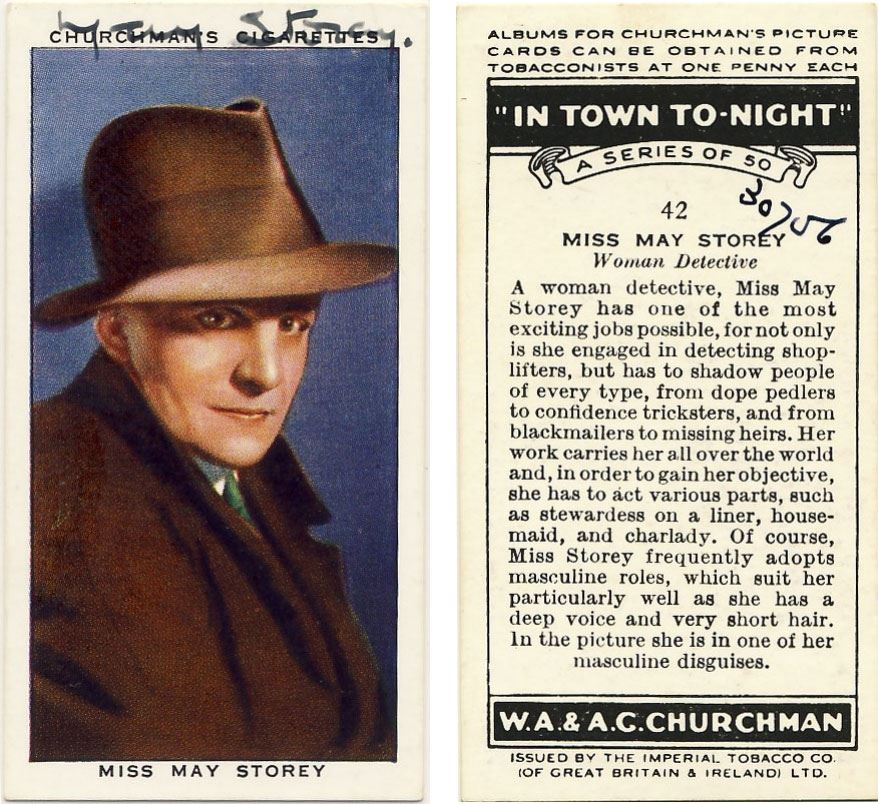 May Storey.
CHURCHMAN'S CIGARETTES
MISS MAY STOREY
ALBUMS FOR CHURCHMAN'S PICTURE
CARDS CAN BE OBTAINED FROM
TOBACCONISTS AT ONE PENNY EACH
"IN TOWN TO-NIGHT"
A SERIES OF 50
42
MISS MAY STOREY
Woman Detective
A woman detective, Miss May
Storey has one of the most
exciting jobs possible, for not only
is she engaged in detecting shop-
lifters, but has to shadow people
of every type, from dope pedlers
to confidence tricksters, and from
blackmailers to missing heirs. Her
work carries her all over the world
and, in order to gain her objective,
she has to act various parts, such
as stewardess on a liner, house-
maid, and charlady. Of course,
Miss Storey frequently adopts
masculine roles, which suit her
particularly well as she has a
deep voice and very short hair.
In the picture she is in one of her
masculine disguises.
W.A. & A.G. CHURCHMAN
ISSUED BY THE IMPERIAL TOBACCO CO.
(OF GREAT BRITAIN & IRELAND) LTD.